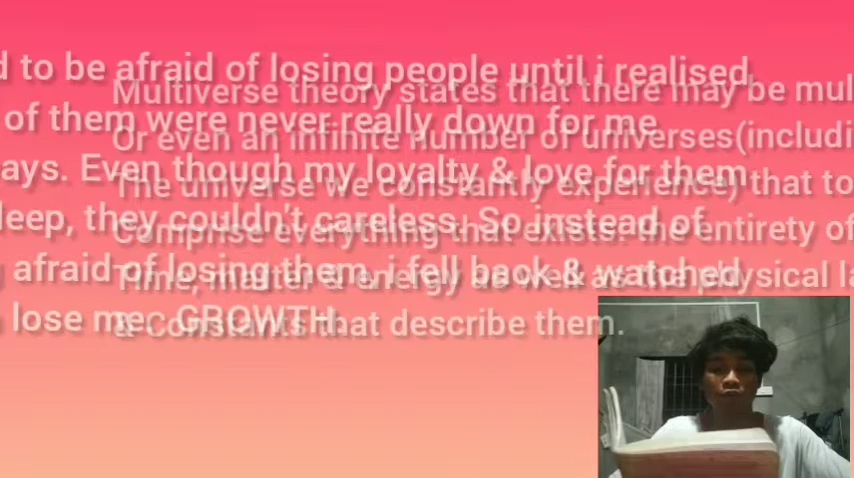 d to be afraid of losing people until i realised
of them were never really down for me
ays. Even though my loyalty & love for them
deep, they couldn't careless. So instead of
afraid of losing them, i fell back & watched
lose me. GROWTH.
Multiverse theory states that there may be mul
Or even an infinite number of universes(includi
The universe we constantly experience) that to
Comprise everything that exists: the entirety of
Time, matter & energy as well as the physical la
& Constants that describe them.